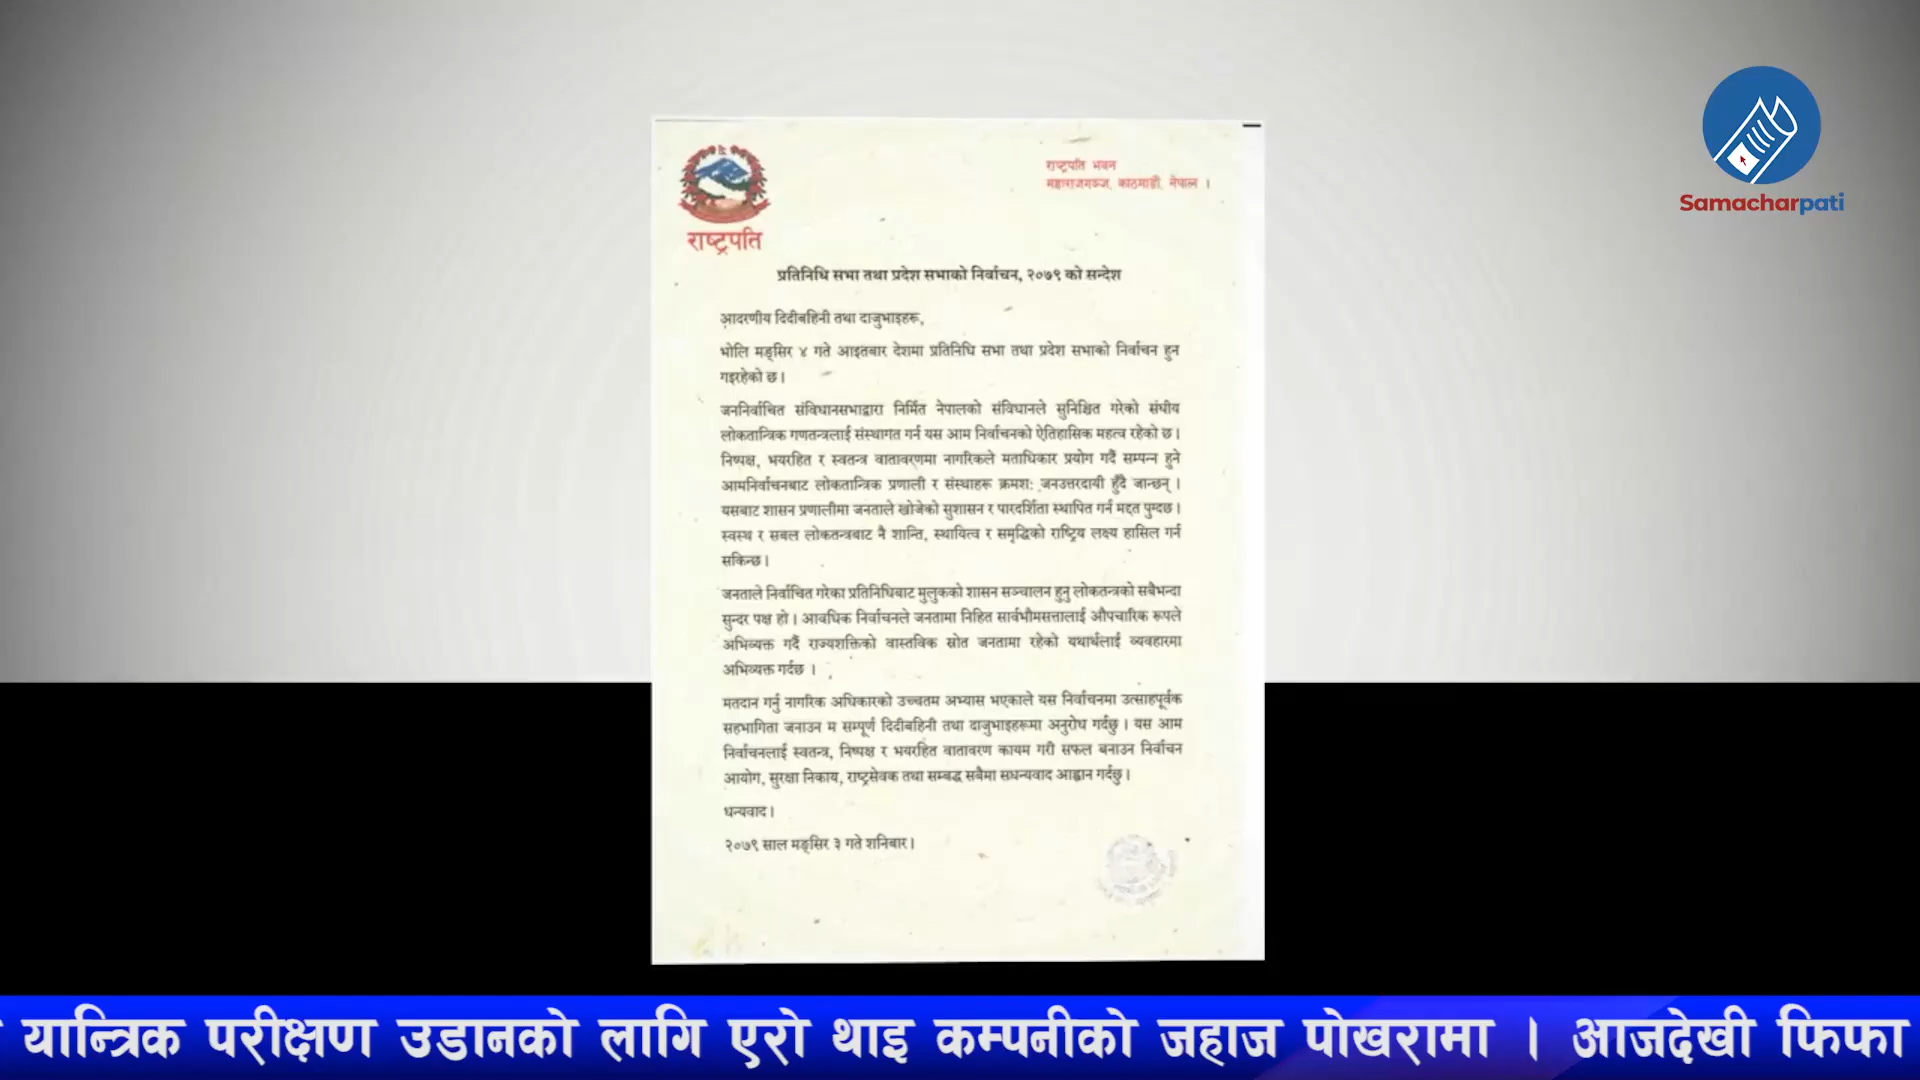 Samacharpati
राष्ट्रपति
राष्ट्रपति भवन
महाराजगञ्ज, काठमाडौं, नेपाल ।
प्रतिनिधि सभा तथा प्रदेश सभाको निर्वाचन, २०७९ को सन्देश
आदरणीय दिदीबहिनी तथा दाजुभाइहरू,
भोलि मङ्सिर ४ गते आइतबार देशमा प्रतिनिधि सभा तथा प्रदेश सभाको निर्वाचन हुन
गइरहेको छ ।
जननिर्वाचित संविधानसभाद्वारा निर्मित नेपालको संविधानले सुनिश्चित गरेको संघीय
लोकतान्त्रिक गणतन्त्रलाई संस्थागत गर्न यस आम निर्वाचनको ऐतिहासिक महत्व रहेको छ ।
निष्पक्ष, भयरहित र स्वतन्त्र वातावरणमा नागरिकले मताधिकार प्रयोग गर्दै सम्पन्न हुने
आमनिर्वाचनबाट लोकतान्त्रिक प्रणाली र संस्थाहरू क्रमश: जनउत्तरदायी हुँदै जान्छन् ।
यसबाट शासन प्रणालीमा जनताले खोजेको सुशासन र पारदर्शिता स्थापित गर्न मद्दत पुग्दछ ।
स्वस्थ र सबल लोकतन्त्रबाट नै शान्ति, स्थायित्व र समृद्धिको राष्ट्रिय लक्ष्य हासिल गर्न
सकिन्छ ।
जनताले निर्वाचित गरेका प्रतिनिधिबाट मुलुकको शासन सञ्चालन हुनु लोकतन्त्रको सबैभन्दा
सुन्दर पक्ष हो । आवधिक निर्वाचनले जनतामा निहित सार्वभौमसत्तालाई औपचारिक रूपले
अभिव्यक्त गर्दै राज्यशक्तिको वास्तविक स्रोत जनतामा रहेको यथार्थलाई व्यवहारमा
अभिव्यक्त गर्दछ ।
मतदान गर्नु नागरिक अधिकारको उच्चतम अभ्यास भएकाले यस निर्वाचनमा उत्साहपूर्वक
सहभागिता जनाउन म सम्पूर्ण दिदीबहिनी तथा दाजुभाइहरूमा अनुरोध गर्दछु । यस आम
निर्वाचनलाई स्वतन्त्र, निष्पक्ष र भयरहित वातावरण कायम गरी सफल बनाउन निर्वाचन
आयोग, सुरक्षा निकाय, राष्ट्रसेवक तथा सम्बद्ध सबैमा सधन्यवाद आह्वान गर्दछु ।
धन्यवाद ।
२०७९ साल मङ्सिर ३ गते शनिबार ।
यान्त्रिक परीक्षण उडानको लागि एरो थाइ कम्पनीको जहाज पोखरामा । आजदेखी फिफा